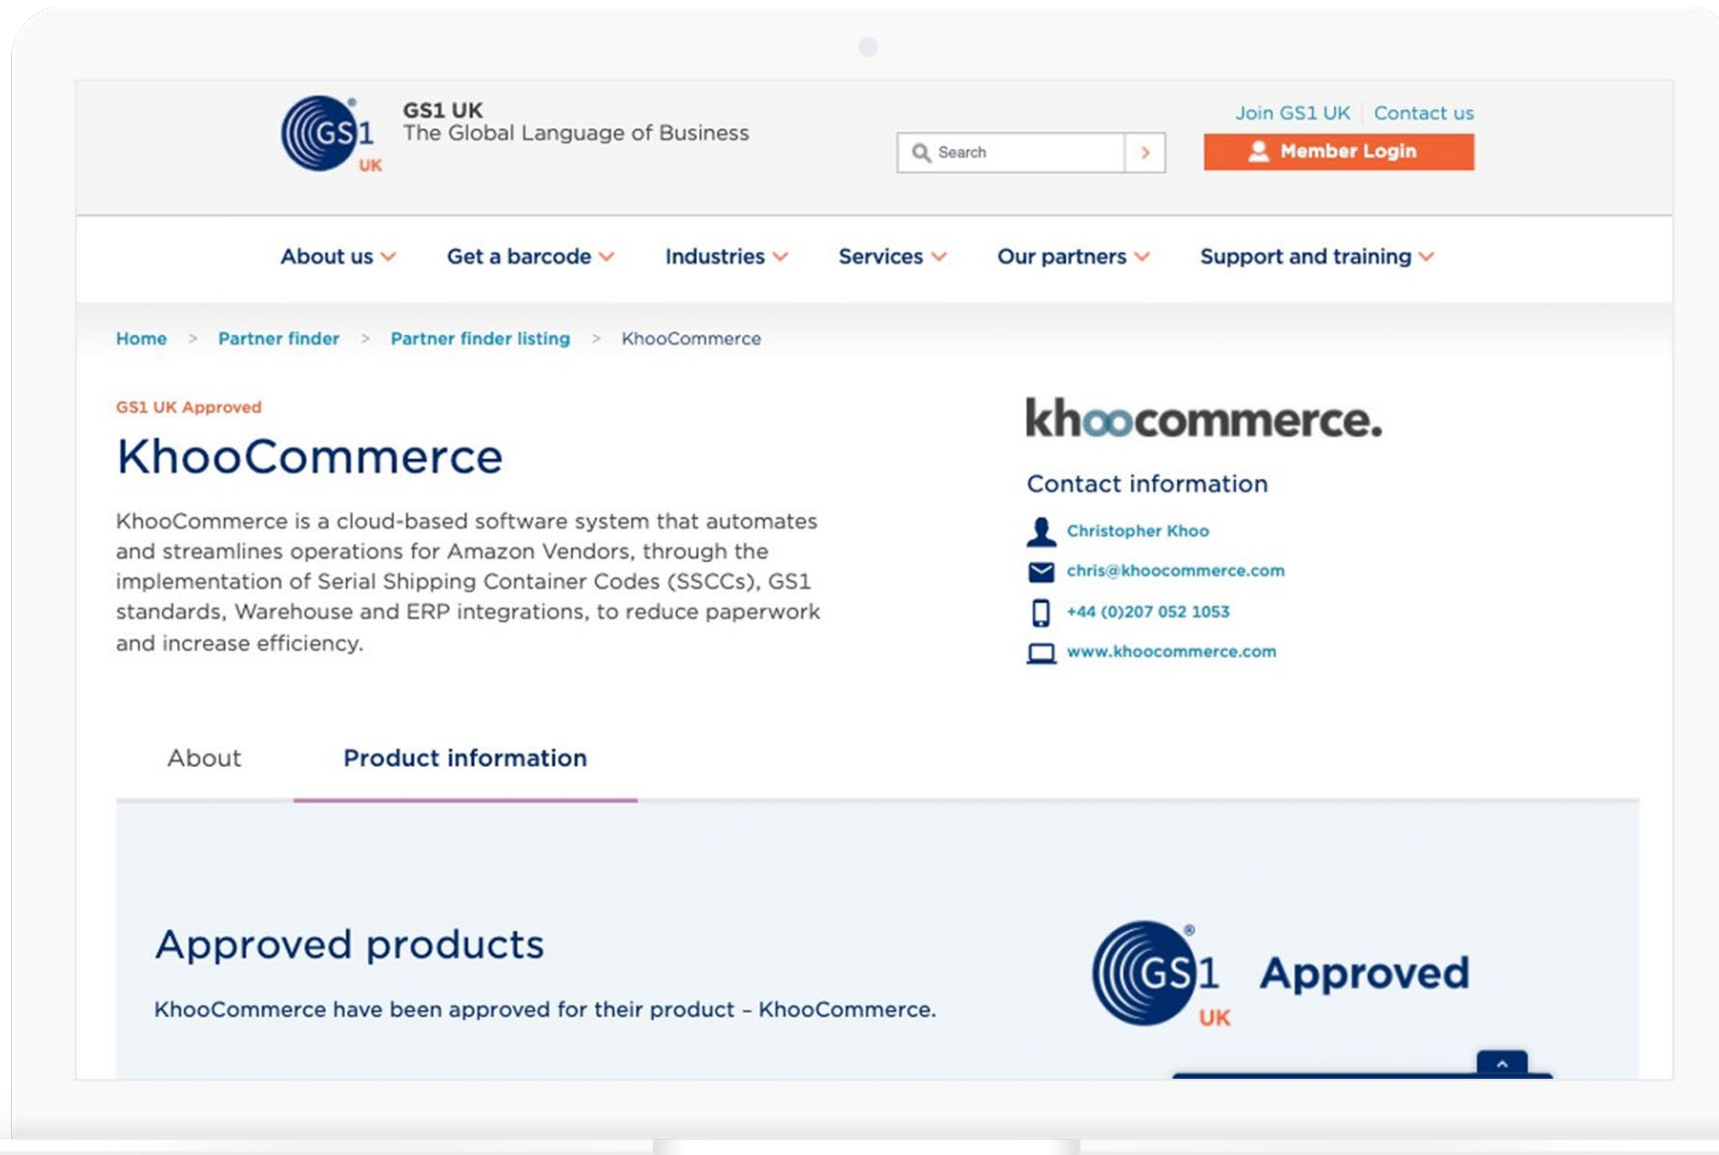 GS1 UK
GS1 UK
The Global Language of Business
Search
Join GS1 UK
Contact us
Member Login
About us
Get a barcode
Industries
Services
Our partners
Support and training
Home > Partner finder > Partner finder listing > KhooCommerce
GS1 UK Approved
KhooCommerce
KhooCommerce is a cloud-based software system that automates
and streamlines operations for Amazon Vendors, through the
implementation of Serial Shipping Container Codes (SSCCs), GS1
standards, Warehouse and ERP integrations, to reduce paperwork
and increase efficiency.
khoocommerce.
Contact information
Christopher Khoo
chris@khoocommerce.com
+44 (0)207 052 1053
www.khoocommerce.com
About
Product information
Approved products
KhooCommerce have been approved for their product – KhooCommerce.
GS1 UK
Approved